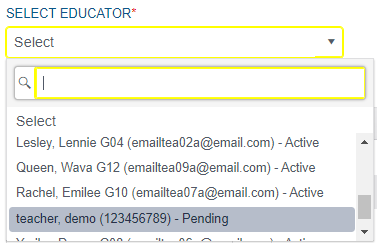 SELECT EDUCATOR*
Select
Select
Lesley, Lennie G04 (emailtea02a@email.com) - Active
Queen, Wava G12 (emailtea09a@email.com) - Active
Rachel, Emilee G10 (emailtea07a@email.com) - Active
teacher, demo (123456789) - Pending